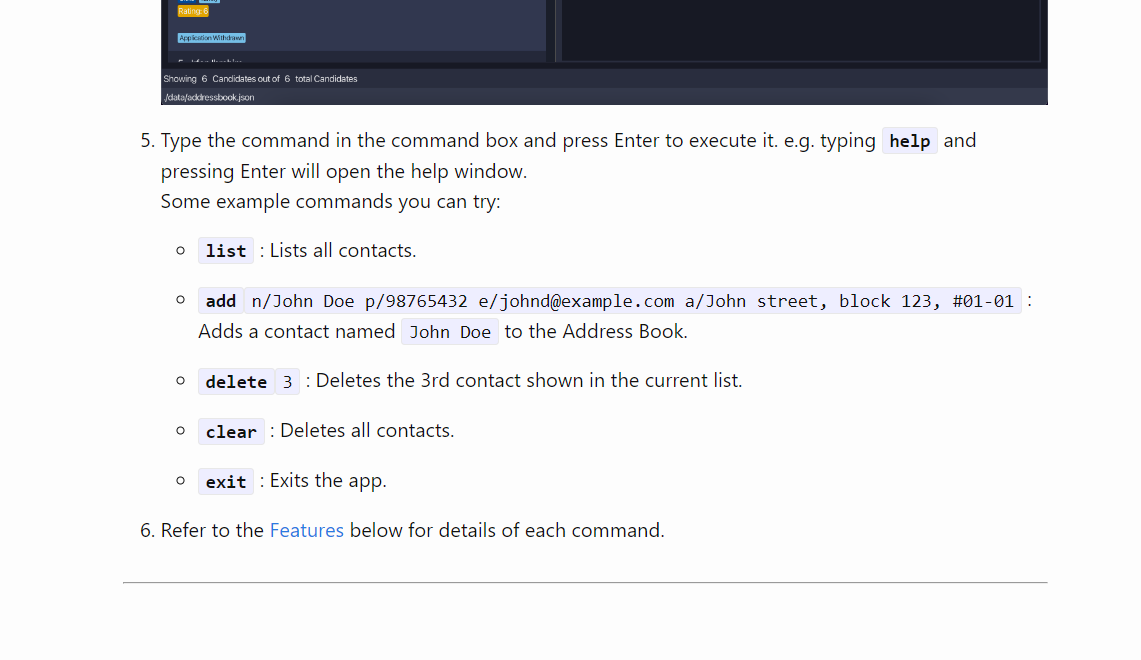 Rating: 6
Application Withdrawn
Showing 6 Candidates out of 6 total Candidates
./data/addressbook.json
5. Type the command in the command box and press Enter to execute it. e.g. typing help and
pressing Enter will open the help window.
Some example commands you can try:
list : Lists all contacts.
add n/John Doe p/98765432 e/johnd@example.com a/John street, block 123, #01-01 :
Adds a contact named John Doe to the Address Book.
delete 3 : Deletes the 3rd contact shown in the current list.
clear : Deletes all contacts.
exit : Exits the app.
6. Refer to the Features below for details of each command.